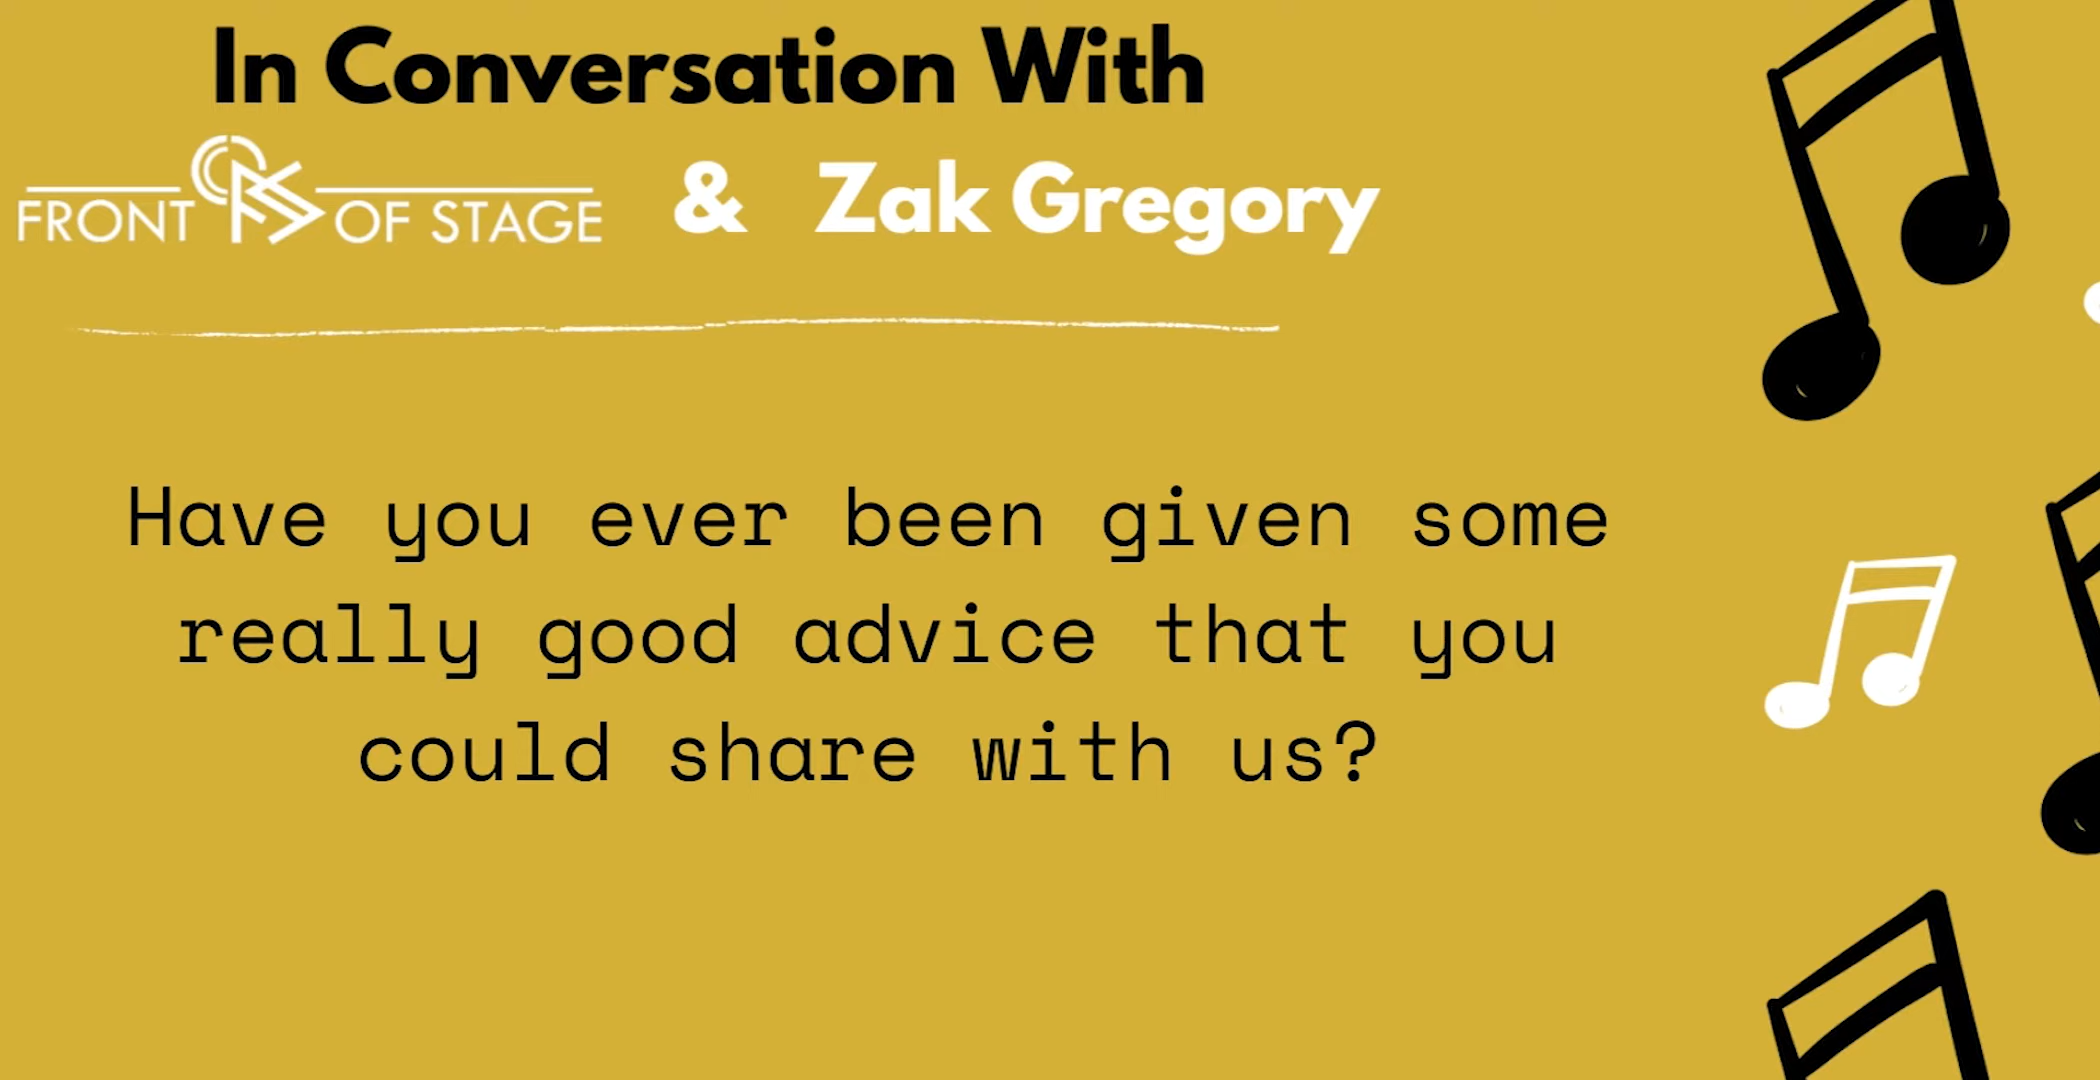 In Conversation With
FRONT OF STAGE & Zak Gregory
Have you ever been given some
really good advice that you
could share with us?